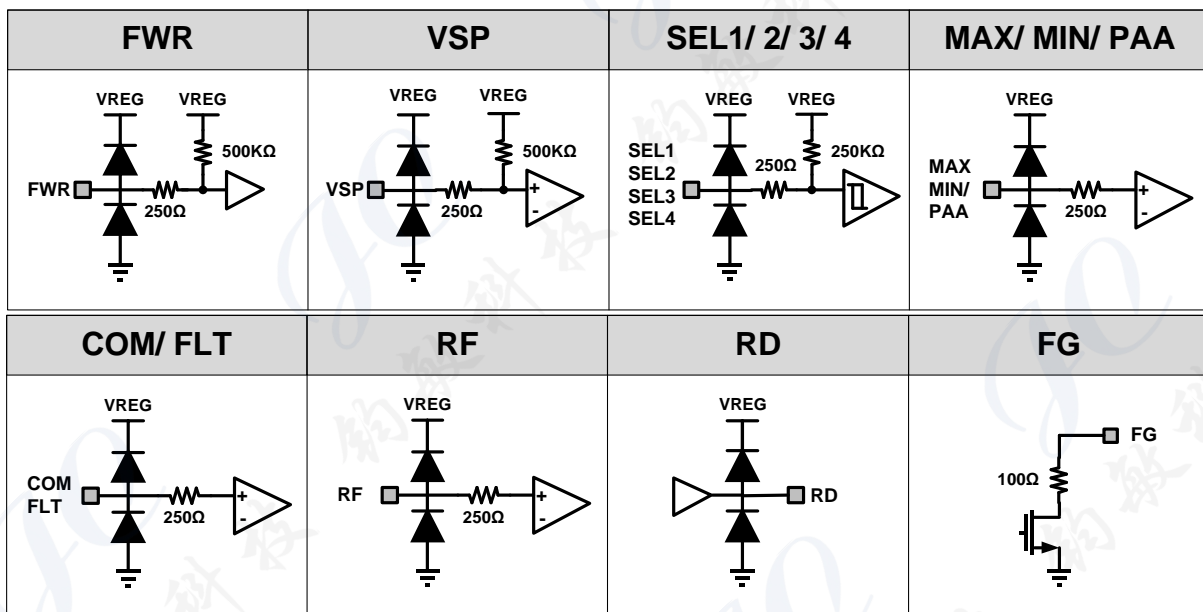 FWR
VSP
SEL1/ 2/ 3/ 4
MAX/ MIN/ PAA
VREG VREG
500KΩ
FWR
250Ω
VREG VREG
500KΩ
VSP
250Ω
+
-
VREG VREG
SEL1
SEL2
SEL3
SEL4
250Ω
250KΩ
VREG
MAX
MIN/
PAA
250Ω
+
-
COM/ FLT
RF
RD
FG
VREG
COM
FLT
250Ω
+
-
VREG
RF
250Ω
+
-
VREG
RD
FG
100Ω